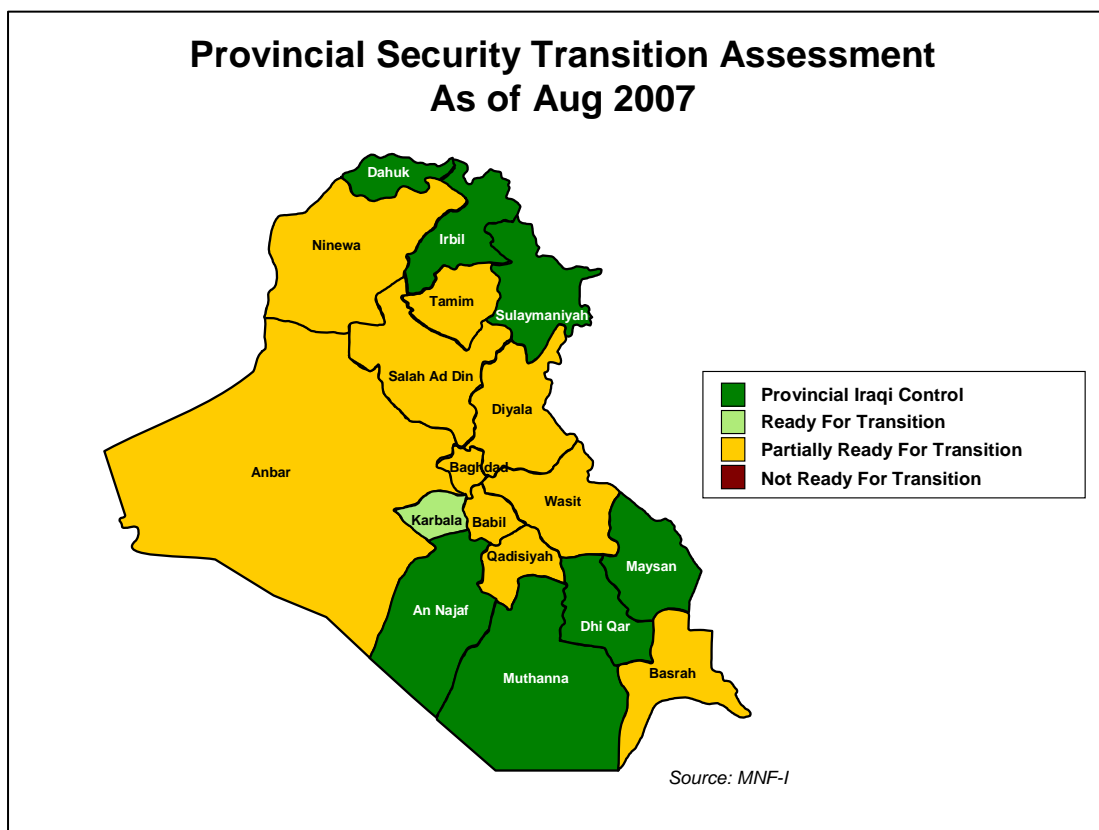 Provincial Security Transition Assessment
As of Aug 2007
Dahuk
Ninewa
Irbil
Tamim
Sulaymaniyah
Salah Ad Din
Diyala
Provincial Iraqi Control
Ready For Transition
Partially Ready For Transition
Not Ready For Transition
Anbar
Baghdad
Wasit
Karbala
Babil
Qadisiyah
Maysan
An Najaf
Dhi Qar
Muthanna
Basrah
Source: MNF-I